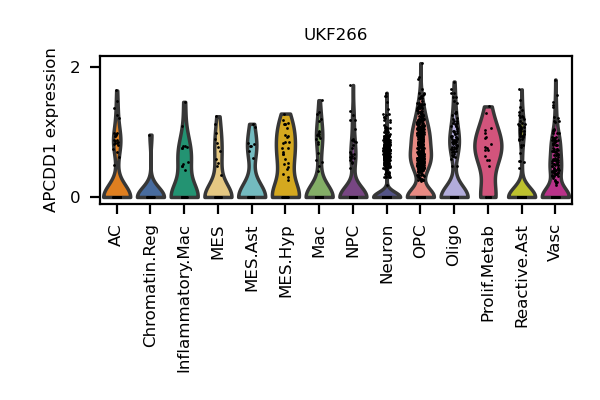 UKF266
APCDD1 expression
2
0
AC
Chromatin.Reg
Inflammatory.Mac
MES
MES.Ast
MES.Hyp
Mac
NPC
Neuron
OPC
Oligo
Prolif.Metab
Reactive.Ast
Vasc